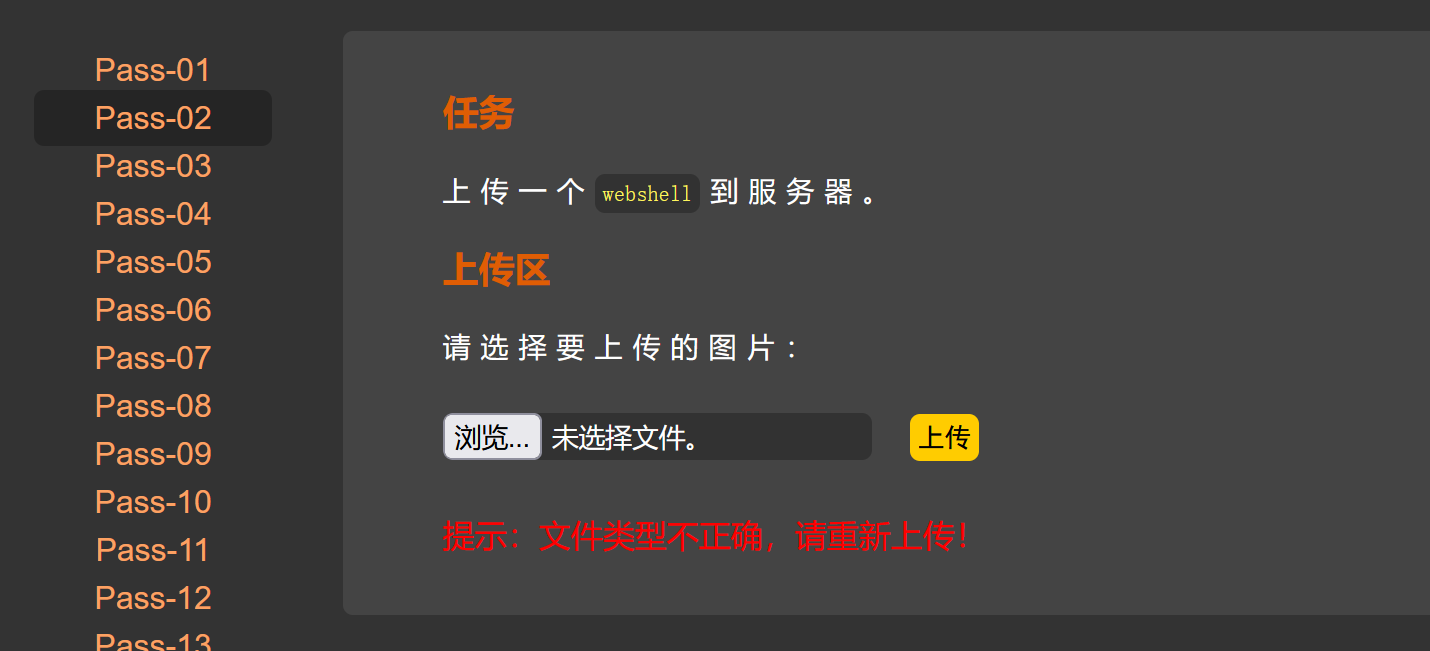 Pass-01
Pass-02
Pass-03
Pass-04
Pass-05
Pass-06
Pass-07
Pass-08
Pass-09
Pass-10
Pass-11
Pass-12
Pass-13
任务
上传一个 webshell 到服务器。
上传区
请选择要上传的图片：
浏览... 未选择文件。 上传
提示：文件类型不正确，请重新上传！